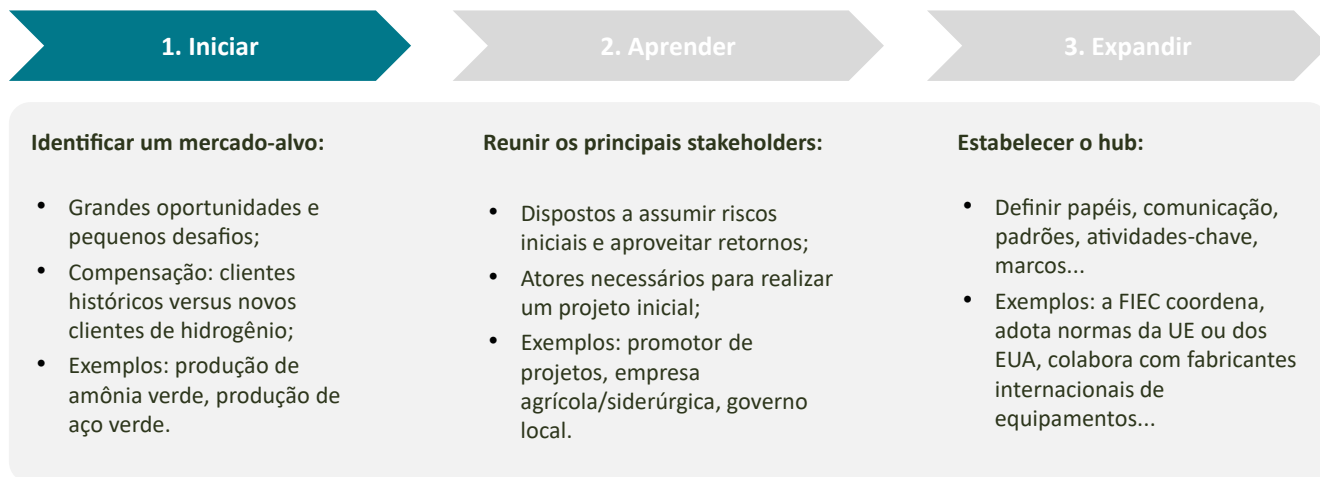 1. Iniciar
2. Aprender
3. Expandir
Identificar um mercado-alvo:
• Grandes oportunidades e
pequenos desafios;
• Compensação: clientes
históricos versus novos
clientes de hidrogênio;
• Exemplos: produção de
amônia verde, produção de
aço verde.
Reunir os principais stakeholders:
• Dispostos a assumir riscos
iniciais e aproveitar retornos;
• Atores necessários para realizar
um projeto inicial;
• Exemplos: promotor de
projetos, empresa
agrícola/siderúrgica, governo
local.
Estabelecer o hub:
• Definir papéis, comunicação,
padrões, atividades-chave,
marcos...
• Exemplos: a FIEC coordena,
adota normas da UE ou dos
EUA, colabora com fabricantes
internacionais de
equipamentos...